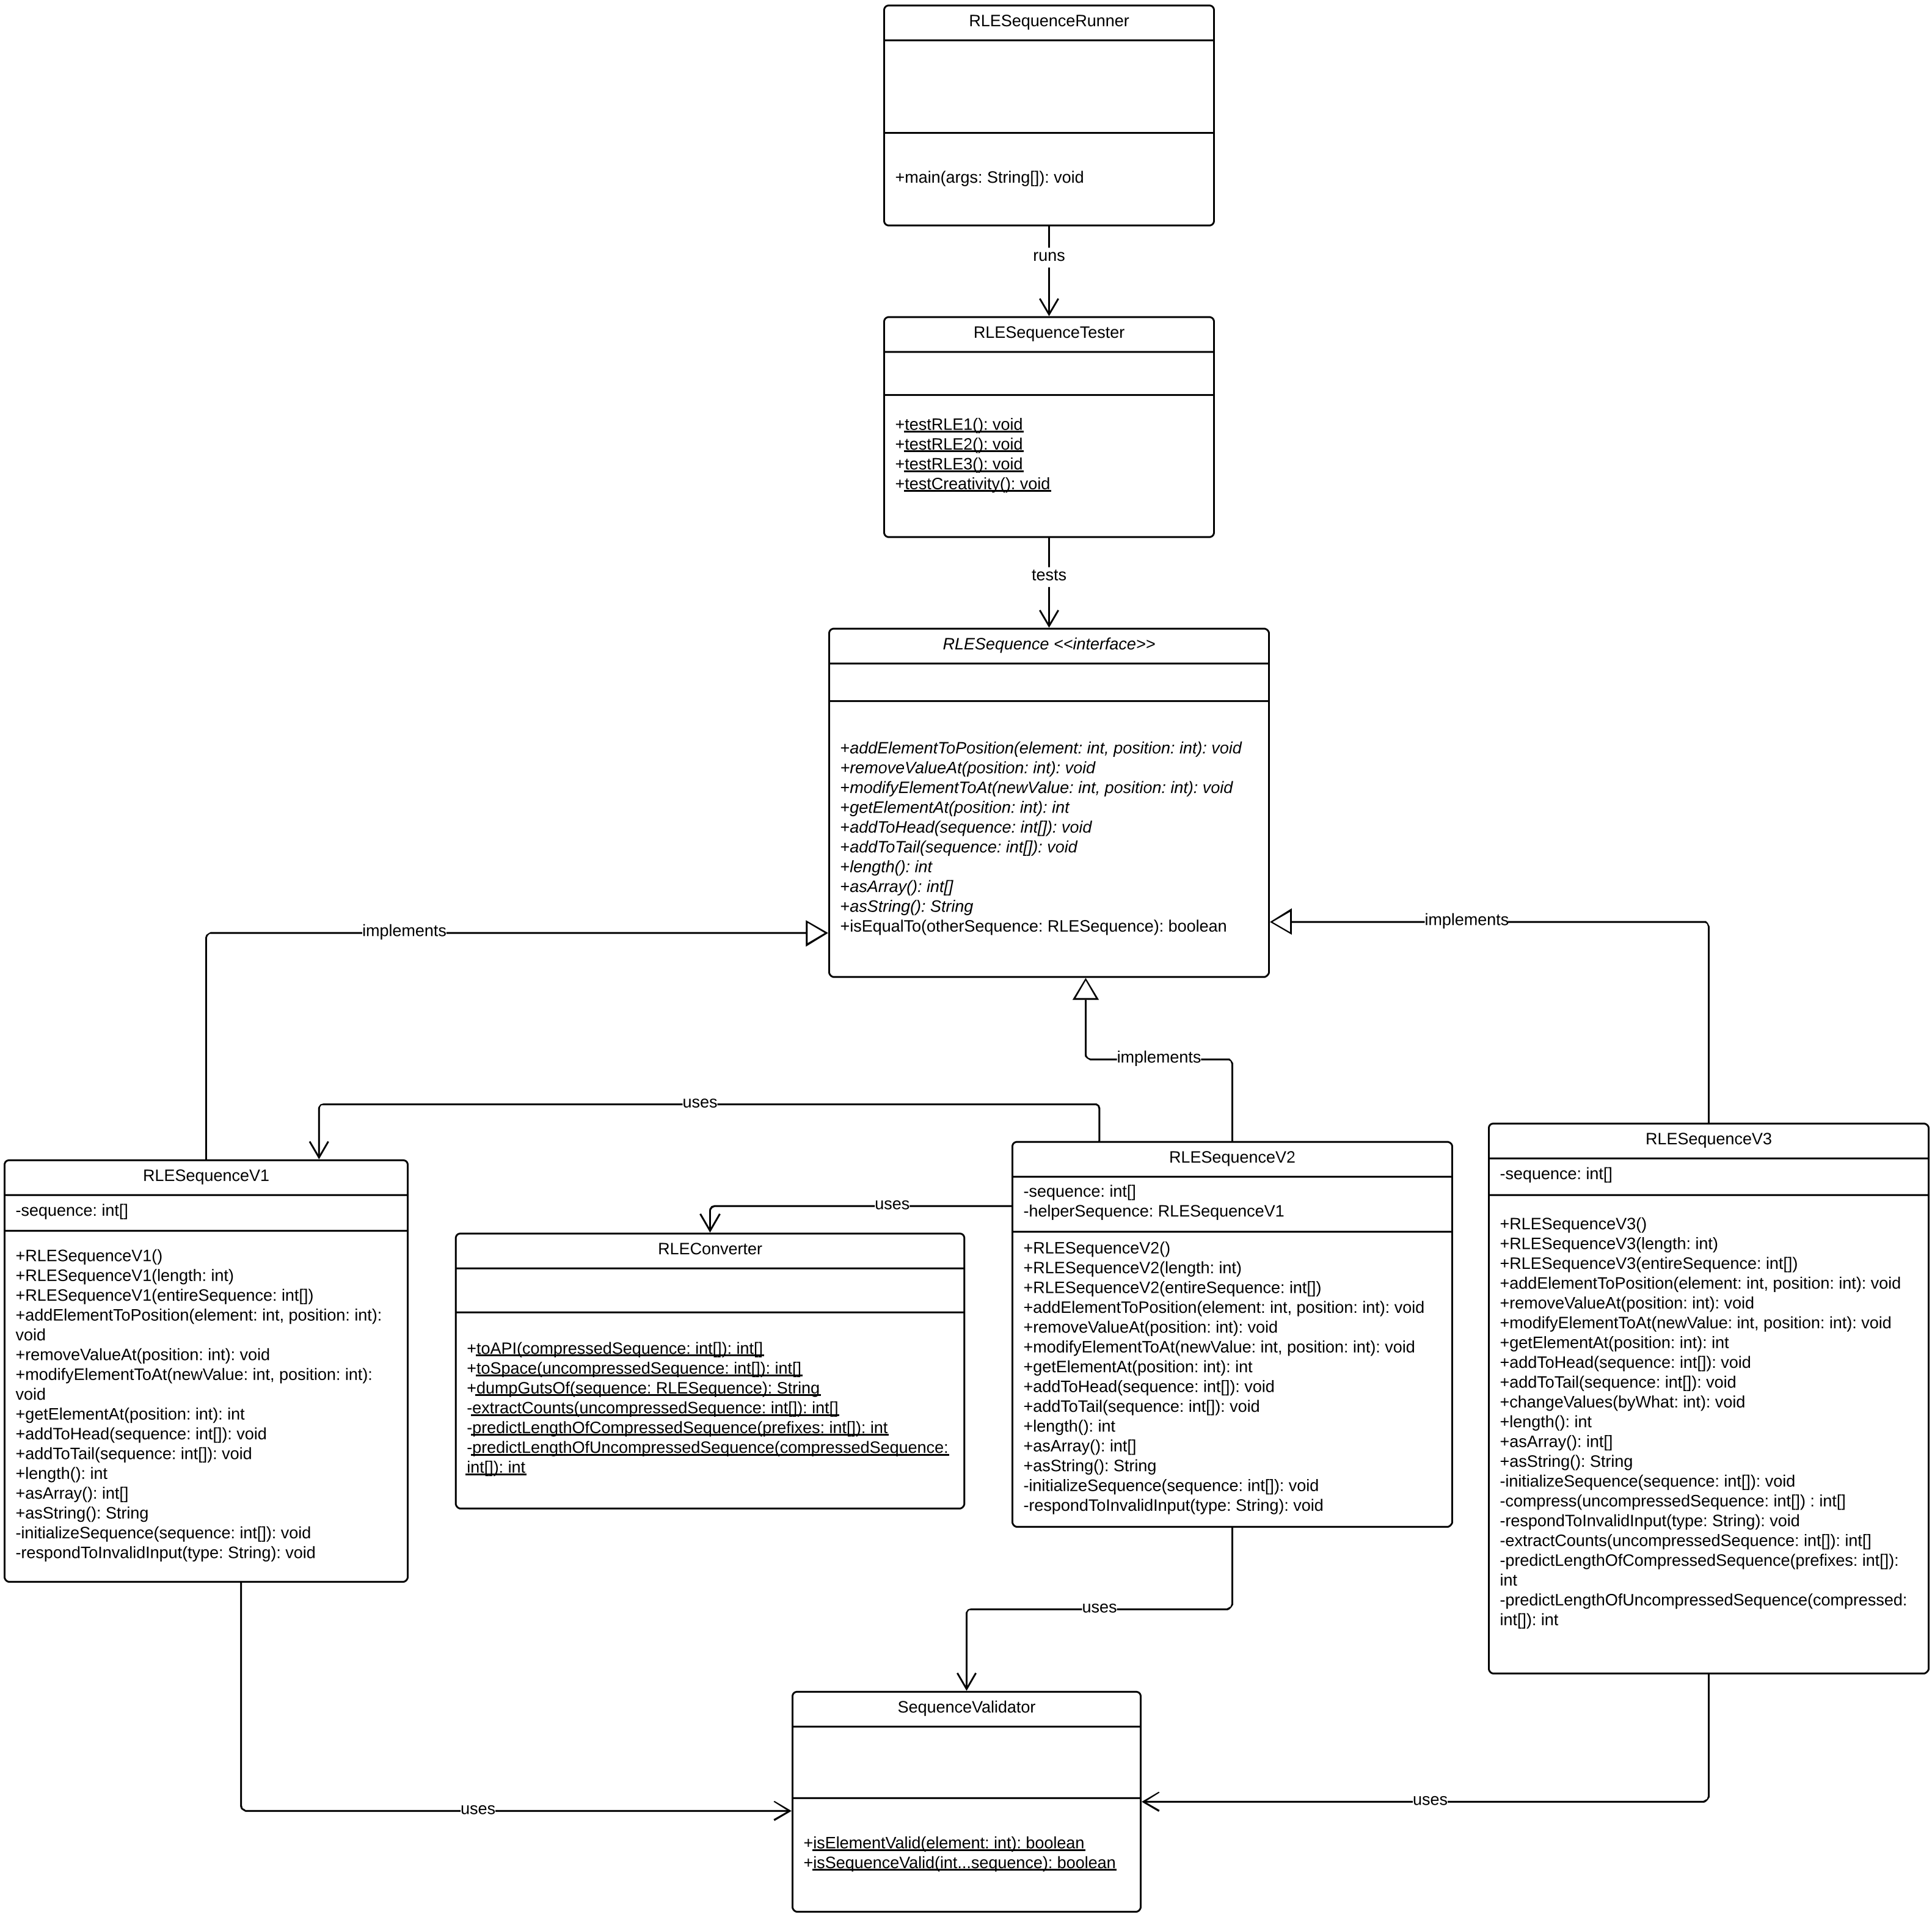 RLESequenceRunner
+main(args: String[]): void
runs
RLESequenceTester
+testRLE1(): void
+testRLE2(): void
+testRLE3(): void
+testCreativity(): void
tests
RLESequence <<interface>>
+addElementToPosition(element: int, position: int): void
+removeValueAt(position: int): void
+modifyElementToAt(newValue: int, position: int): void
+getElementAt(position: int): int
+addToHead(sequence: int[]): void
+addToTail(sequence: int[]): void
+length(): int
+asArray(): int[]
+asString(): String
+isEqualTo(otherSequence: RLESequence): boolean
implements
implements
implements
uses
RLESequenceV1
-sequence: int[]
+RLESequenceV1()
+RLESequenceV1(length: int)
+RLESequenceV1(entireSequence: int[])
+addElementToPosition(element: int, position: int):
void
+removeValueAt(position: int): void
+modifyElementToAt(newValue: int, position: int):
void
+getElementAt(position: int): int
+addToHead(sequence: int[]): void
+addToTail(sequence: int[]): void
+length(): int
+asArray(): int[]
+asString(): String
-initializeSequence(sequence: int[]): void
-respondToInvalidInput(type: String): void
uses
RLEConverter
+toAPI(compressedSequence: int[]): int[]
+toSpace(uncompressedSequence: int[]): int[]
+dumpGutsOf(sequence: RLESequence): String
-extractCounts(uncompressedSequence: int[]): int[]
-predictLengthOfCompressedSequence(prefixes: int[]): int
-predictLengthOfUncompressedSequence(compressedSequence:
int[]): int
RLESequenceV2
-sequence: int[]
-helperSequence: RLESequenceV1
+RLESequenceV2()
+RLESequenceV2(length: int)
+RLESequenceV2(entireSequence: int[])
+addElementToPosition(element: int, position: int): void
+removeValueAt(position: int): void
+modifyElementToAt(newValue: int, position: int): void
+getElementAt(position: int): int
+addToHead(sequence: int[]): void
+addToTail(sequence: int[]): void
+length(): int
+asArray(): int[]
+asString(): String
-initializeSequence(sequence: int[]): void
-respondToInvalidInput(type: String): void
RLESequenceV3
-sequence: int[]
+RLESequenceV3()
+RLESequenceV3(length: int)
+RLESequenceV3(entireSequence: int[])
+addElementToPosition(element: int, position: int): void
+removeValueAt(position: int): void
+modifyElementToAt(newValue: int, position: int): void
+getElementAt(position: int): int
+addToHead(sequence: int[]): void
+addToTail(sequence: int[]): void
+changeValues(byWhat: int): void
+length(): int
+asArray(): int[]
+asString(): String
-initializeSequence(sequence: int[]): void
-compress(uncompressedSequence: int[]) : int[]
-respondToInvalidInput(type: String): void
-extractCounts(uncompressedSequence: int[]): int[]
-predictLengthOfCompressedSequence(prefixes: int[]):
int
-predictLengthOfUncompressedSequence(compressed:
int[]): int
uses
SequenceValidator
+isElementValid(element: int): boolean
+isSequenceValid(int...sequence): boolean
uses
uses